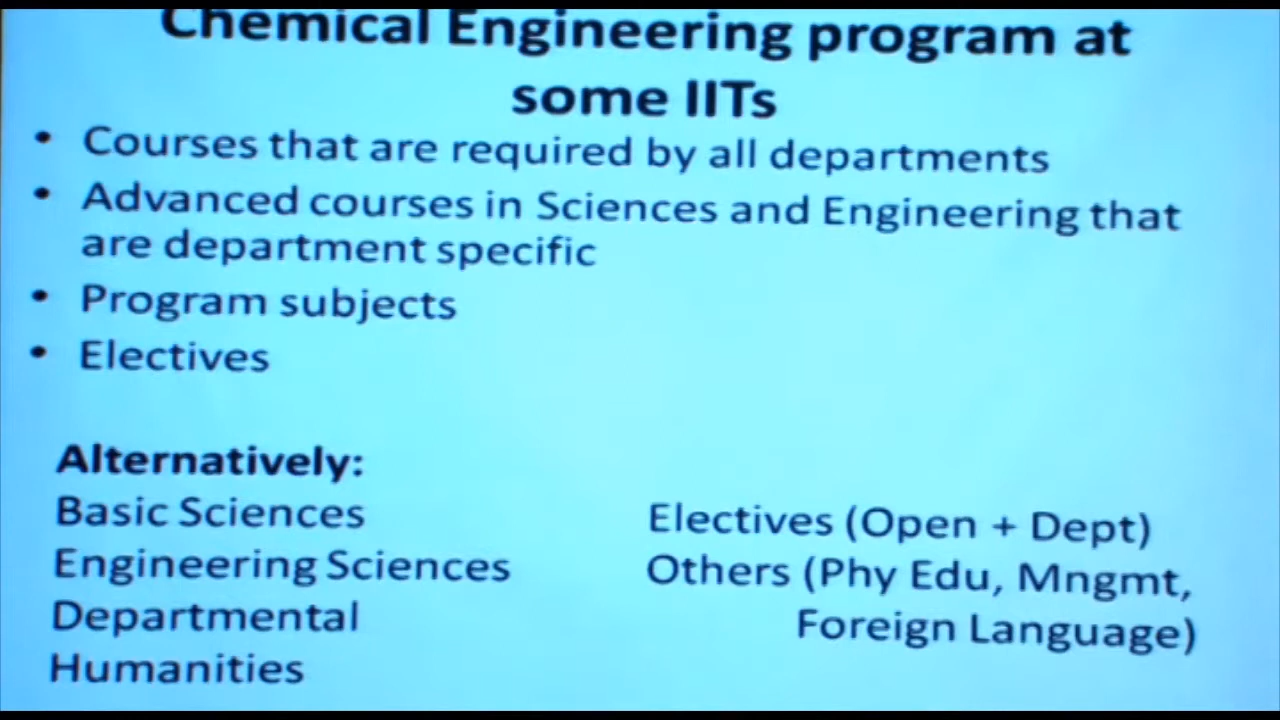 Chemical Engineering program at
some IITs
• Courses that are required by all departments
• Advanced courses in Sciences and Engineering that
are department specific
• Program subjects
• Electives
Alternatively:
Basic Sciences
Engineering Sciences
Departmental
Humanities
Electives (Open + Dept)
Others (Phy Edu, Mngmt,
Foreign Language)